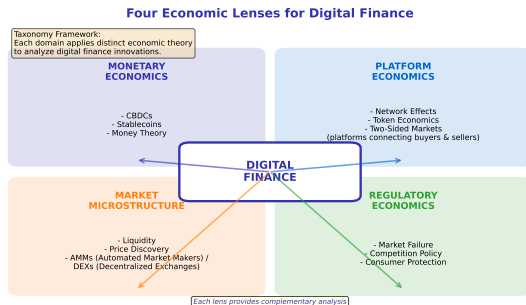 Four Economic Lenses for Digital Finance
Taxonomy Framework:
Each domain applies distinct economic theory
to analyze digital finance innovations.
MONETARY
ECONOMICS
- CBDCs
- Stablecoins
- Money Theory
PLATFORM
ECONOMICS
- Network Effects
- Token Economics
- Two-Sided Markets
(platforms connecting buyers & sellers)
DIGITAL
FINANCE
MARKET
MICROSTRUCTURE
- Liquidity
- Price Discovery
- AMMs (Automated Market Makers) /
DEXs (Decentralized Exchanges)
REGULATORY
ECONOMICS
- Market Failure
- Competition Policy
- Consumer Protection
Each lens provides complementary analysis